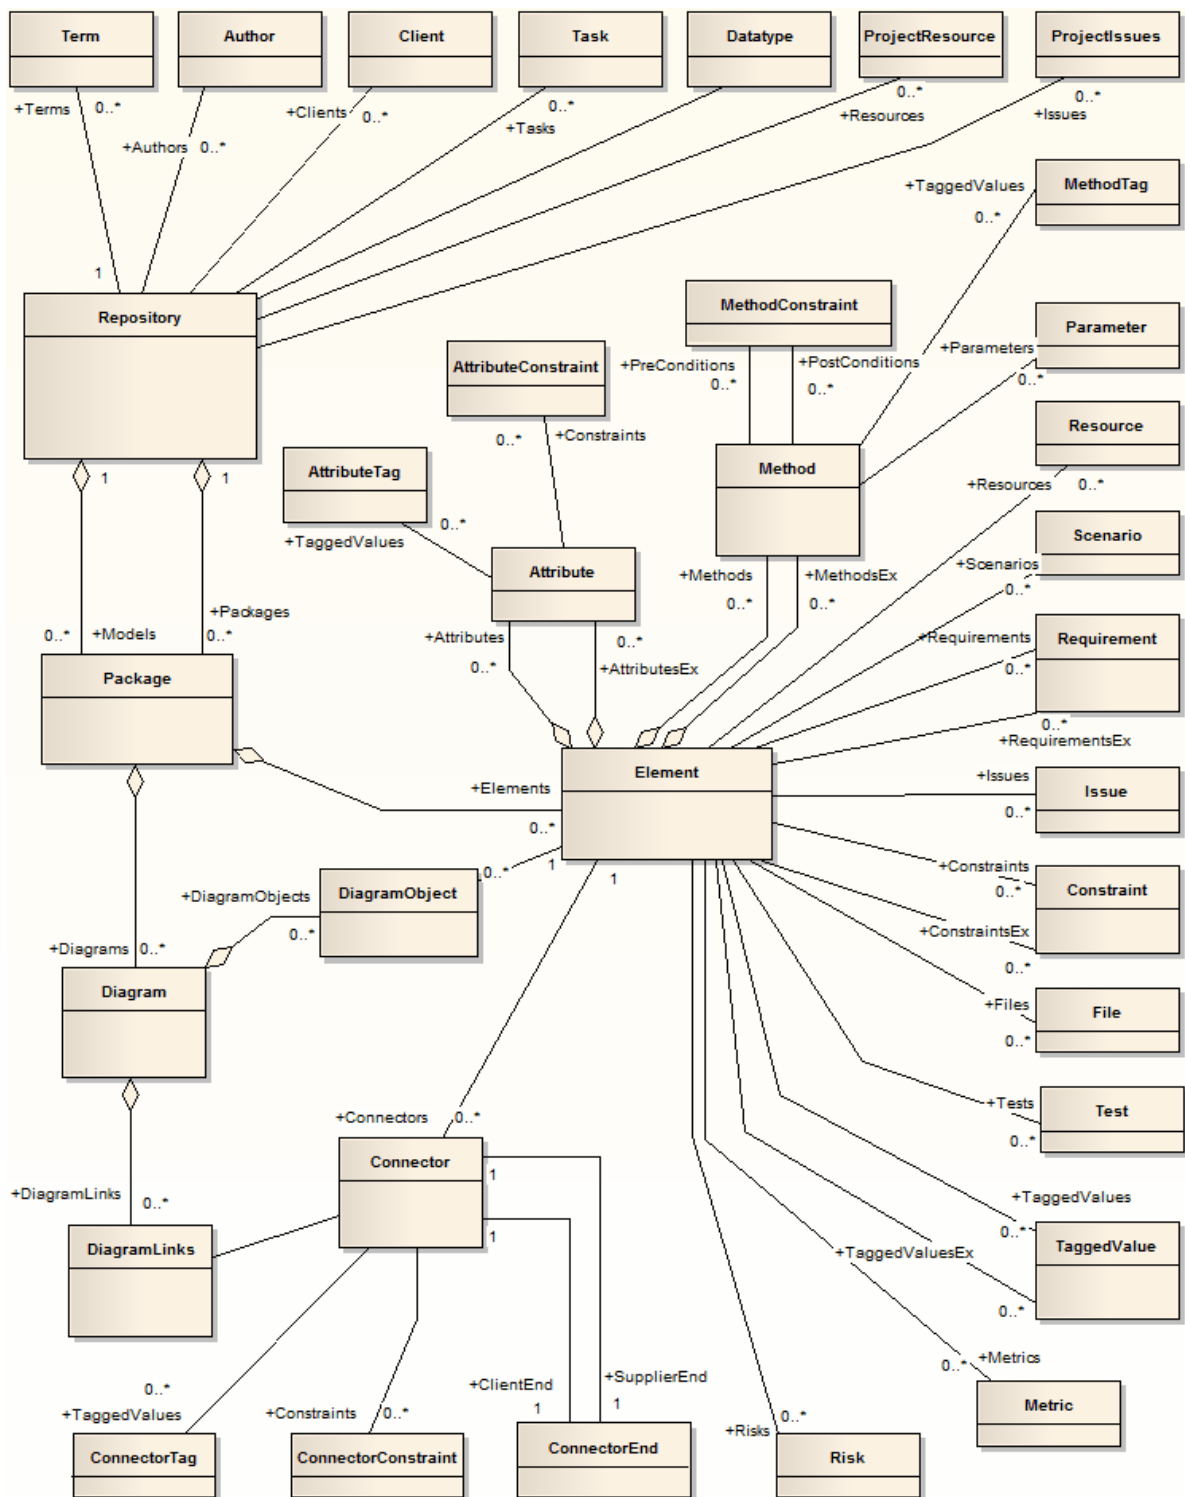 Term
Author
Client
Task
Datatype
ProjectResource
ProjectIssues
+Terms
0..*
+Authors
0..*
+Clients
0..*
0..*
+Tasks
0..*
+Resources
0..*
+Issues
+TaggedValues
0..*
MethodTag
1
Repository
MethodConstraint
Parameter
+Parameters
0..*
+PreConditions
0..*
+PostConditions
0..*
AttributeConstraint
0..*
+Constraints
Resource
+Resources
0..*
1
1
AttributeTag
0..*
+TaggedValues
Method
Scenario
+Scenarios
0..*
Attribute
+Methods
0..*
+MethodsEx
0..*
+Packages
0..*
0..*
+Models
+Attributes
0..*
0..*
+AttributesEx
+Requirements
0..*
Requirement
0..*
+RequirementsEx
Package
Element
+Elements
0..*
+Issues
0..*
Issue
1
0..*
1
+DiagramObjects
0..*
DiagramObject
+Constraints
0..*
Constraint
+ConstraintsEx
0..*
+Diagrams
0..*
Diagram
+Files
0..*
File
+Tests
0..*
Test
+Connectors
0..*
Connector
1
1
+DiagramLinks
0..*
DiagramLinks
+TaggedValues
0..*
TaggedValue
+TaggedValuesEx
0..*
0..*
+Metrics
Metric
0..*
+TaggedValues
+Constraints
0..*
+ClientEnd
1
+SupplierEnd
1
+Risks
0..*
ConnectorTag
ConnectorConstraint
ConnectorEnd
Risk